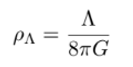 ρ_Λ = Λ / 8πG